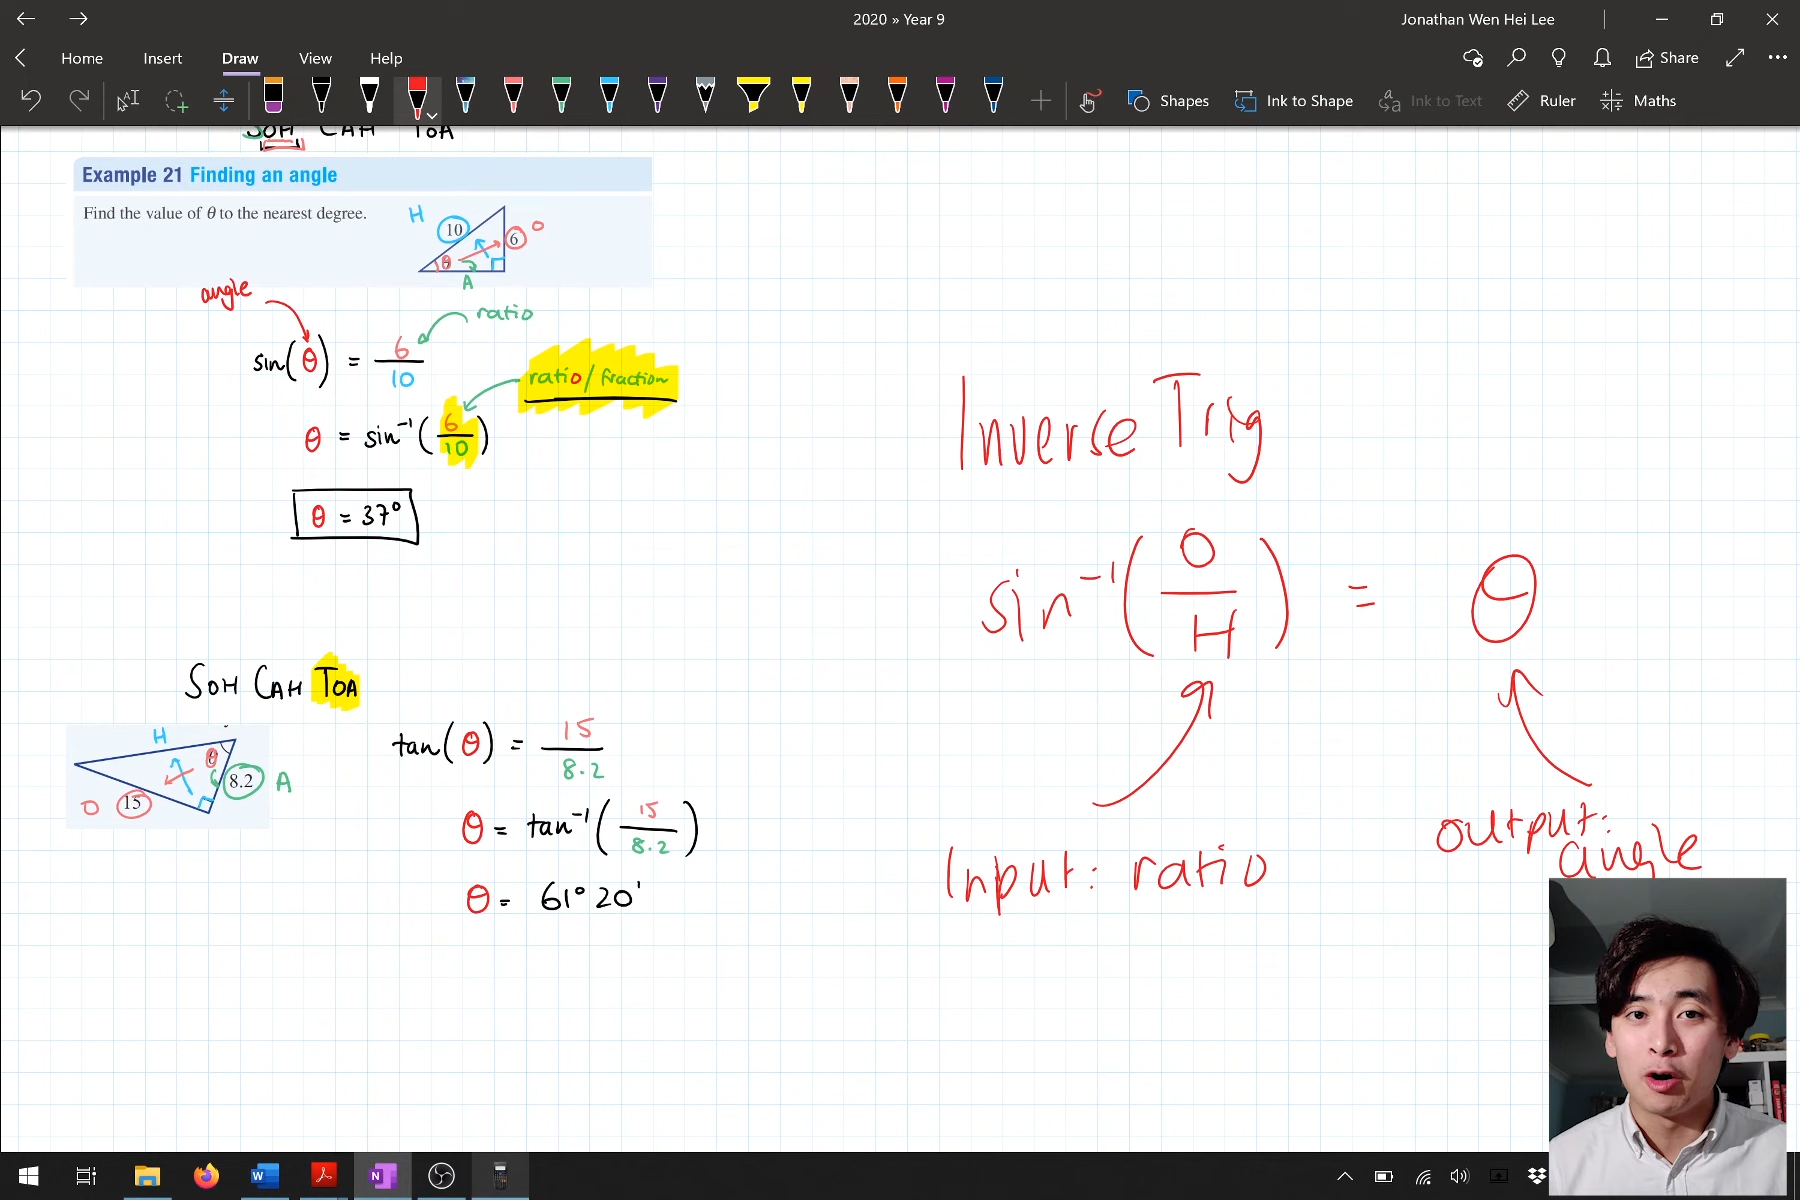 2020 » Year 9
Jonathan Wen Hei Lee
Home Insert Draw View Help
Share
Shapes Ink to Shape Ink to Text Ruler Maths
SOH CAH TOA
Example 21 Finding an angle
Find the value of θ to the nearest degree.
H
10
6 O
θ
A
angle
ratio
sin(θ) = 6/10
ratio/fraction
θ = sin⁻¹(6/10)
θ = 37°
SOH CAH TOA
H
θ
8.2 A
O 15
tan(θ) = 15/8.2
θ = tan⁻¹(15/8.2)
θ = 61° 20'
Inverse Trig
sin⁻¹(O/H) = θ
Input: ratio
output:
angle